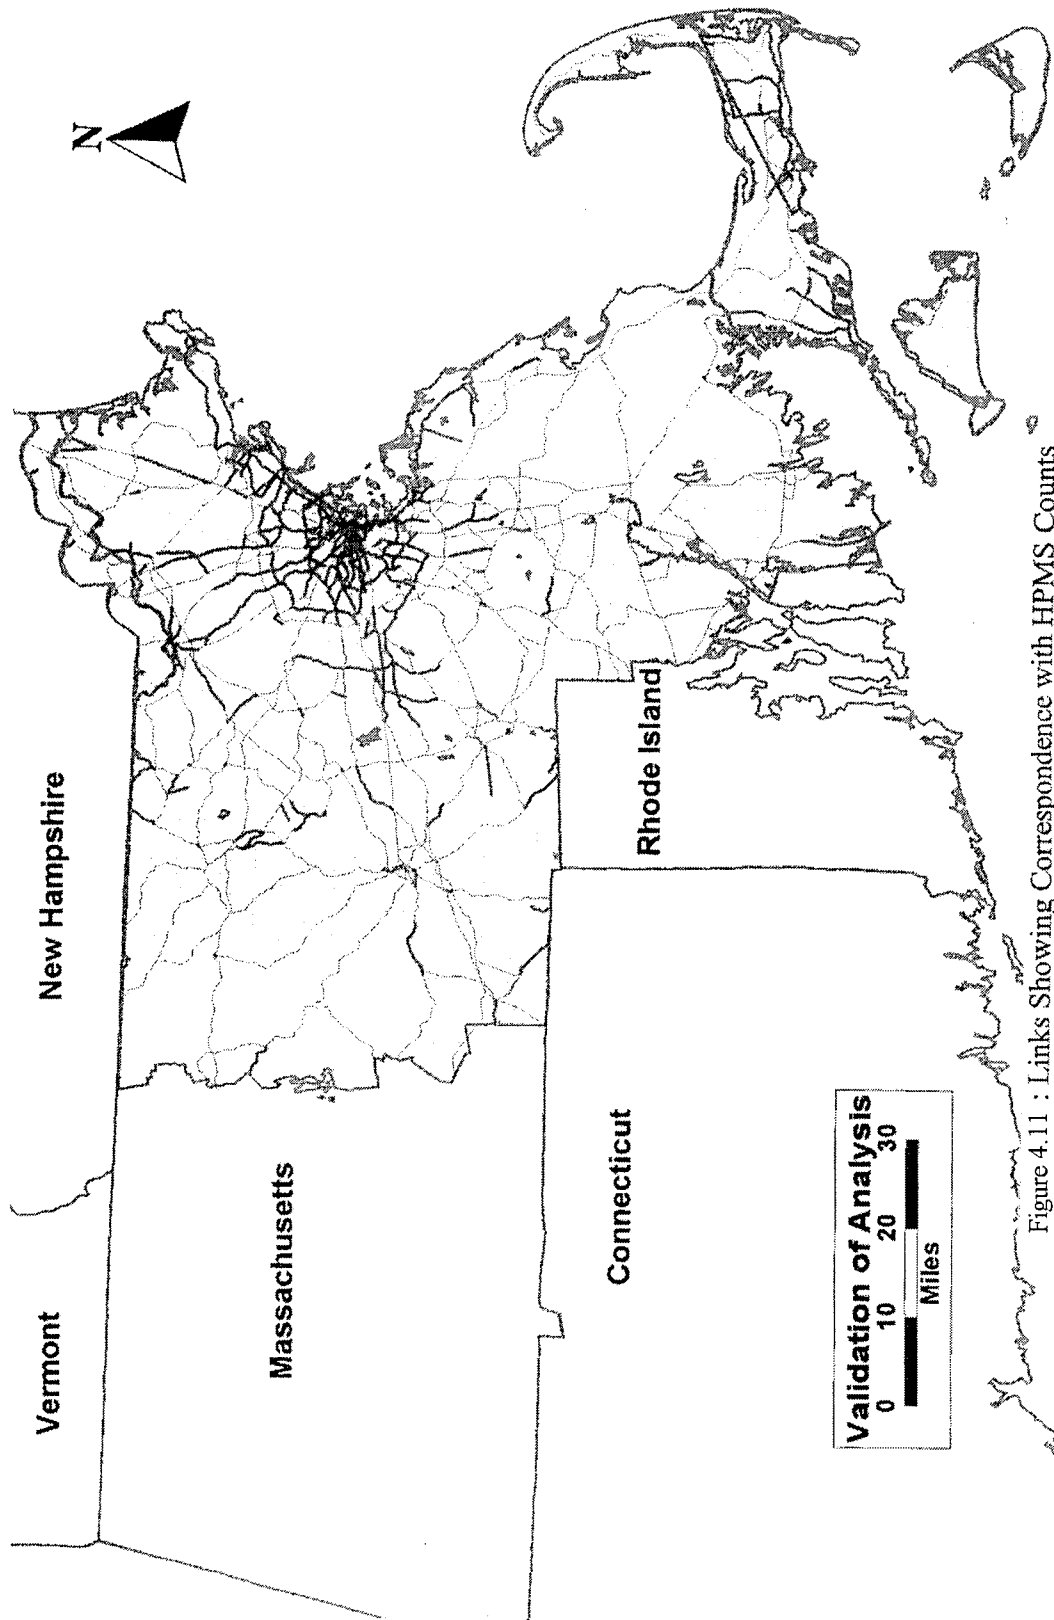 N
Vermont
New Hampshire
Massachusetts
Connecticut
Rhode Island
Validation of Analysis
0 10 20 30
Miles
Figure 4.11 : Links Showing Correspondence with HPMS Counts